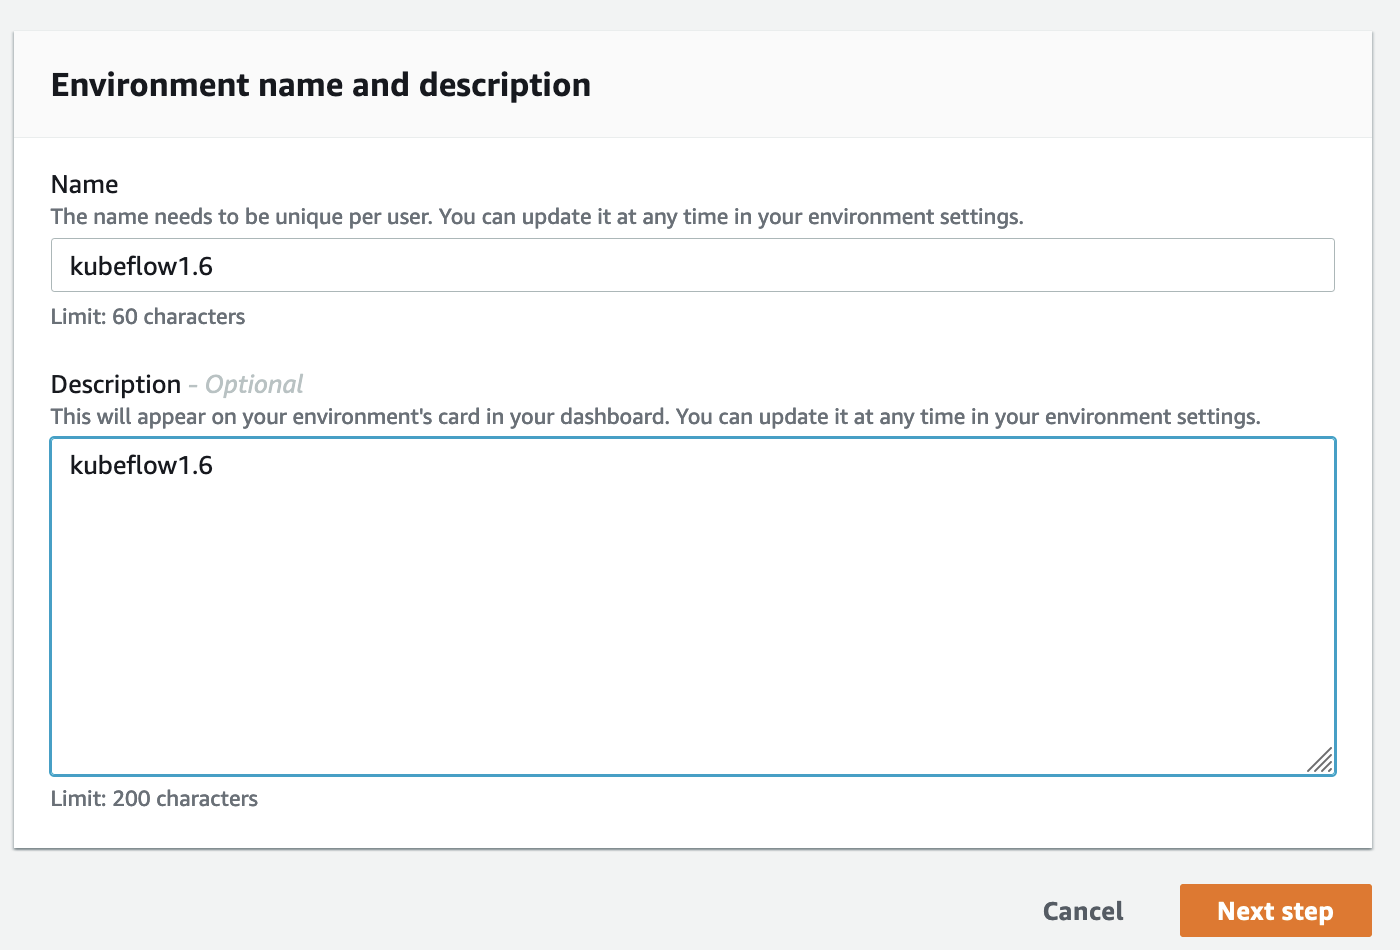 Environment name and description
Name
The name needs to be unique per user. You can update it at any time in your environment settings.
kubeflow1.6
Limit: 60 characters
Description - Optional
This will appear on your environment's card in your dashboard. You can update it at any time in your environment settings.
kubeflow1.6
Limit: 200 characters
Cancel
Next step